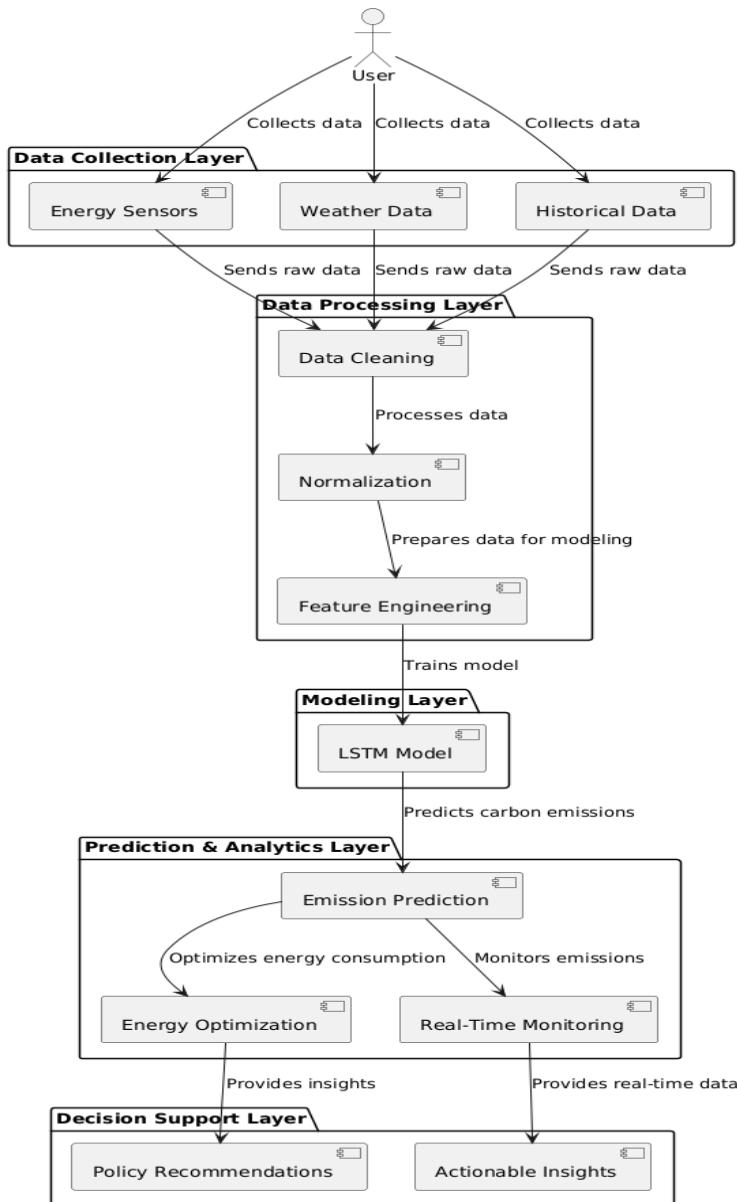 User
Collects data
Collects data
Collects data
Data Collection Layer
Energy Sensors
Weather Data
Historical Data
Sends raw data
Sends raw data
Sends raw data
Data Processing Layer
Data Cleaning
Processes data
Normalization
Prepares data for modeling
Feature Engineering
Trains model
Modeling Layer
LSTM Model
Predicts carbon emissions
Prediction & Analytics Layer
Emission Prediction
Optimizes energy consumption
Monitors emissions
Energy Optimization
Real-Time Monitoring
Provides insights
Provides real-time data
Decision Support Layer
Policy Recommendations
Actionable Insights